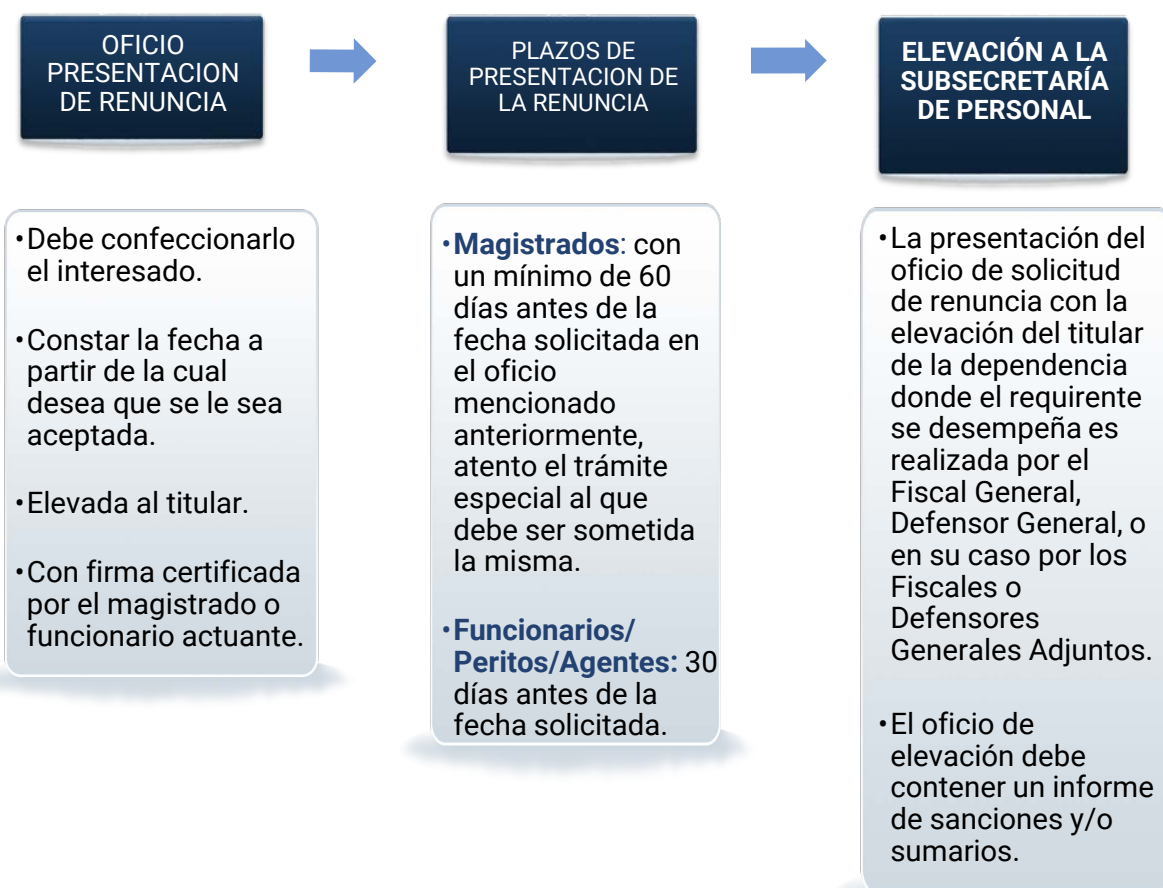 OFICIO
PRESENTACION
DE RENUNCIA
PLAZOS DE
PRESENTACION DE
LA RENUNCIA
ELEVACIÓN A LA
SUBSECRETARÍA
DE PERSONAL
•Debe confeccionarlo
el interesado.
•Constar la fecha a
partir de la cual
desea que se le sea
aceptada.
•Elevada al titular.
•Con firma certificada
por el magistrado o
funcionario actuante.
•Magistrados: con
un mínimo de 60
días antes de la
fecha solicitada en
el oficio
mencionado
anteriormente,
atento el trámite
especial al que
debe ser sometida
la misma.
•Funcionarios/
Peritos/Agentes: 30
días antes de la
fecha solicitada.
•La presentación del
oficio de solicitud
de renuncia con la
elevación del titular
de la dependencia
donde el requirente
se desempeña es
realizada por el
Fiscal General,
Defensor General, o
en su caso por los
Fiscales o
Defensores
Generales Adjuntos.
•El oficio de
elevación debe
contener un informe
de sanciones y/o
sumarios.